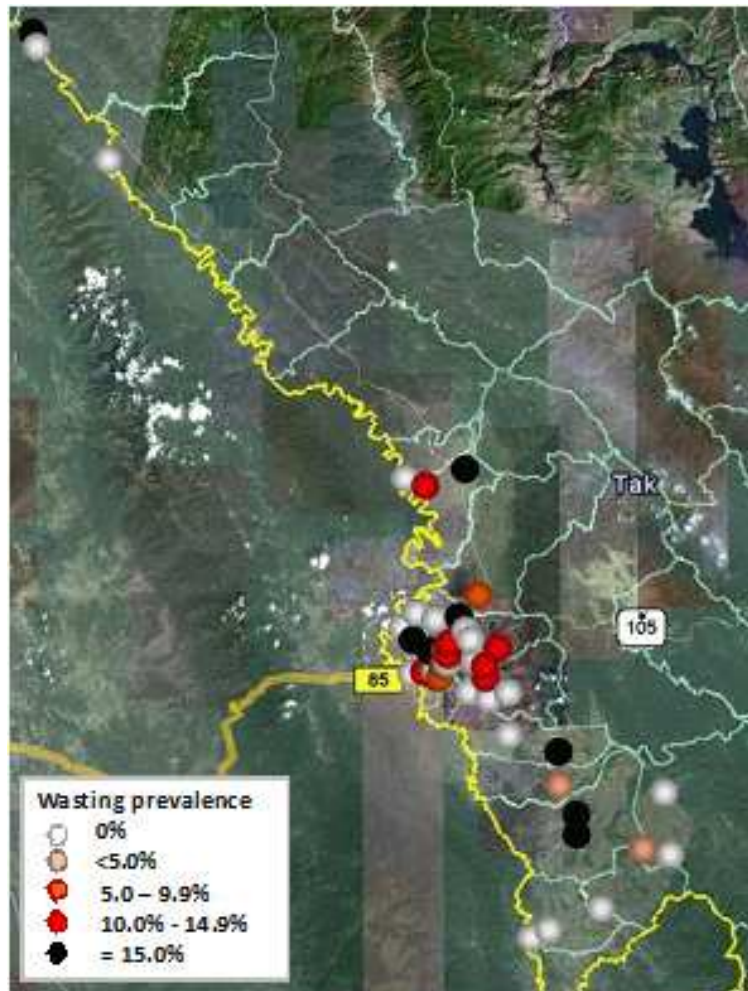 Tak
105
85
Wasting prevalence
0%
<5.0%
5.0 – 9.9%
10.0% - 14.9%
= 15.0%